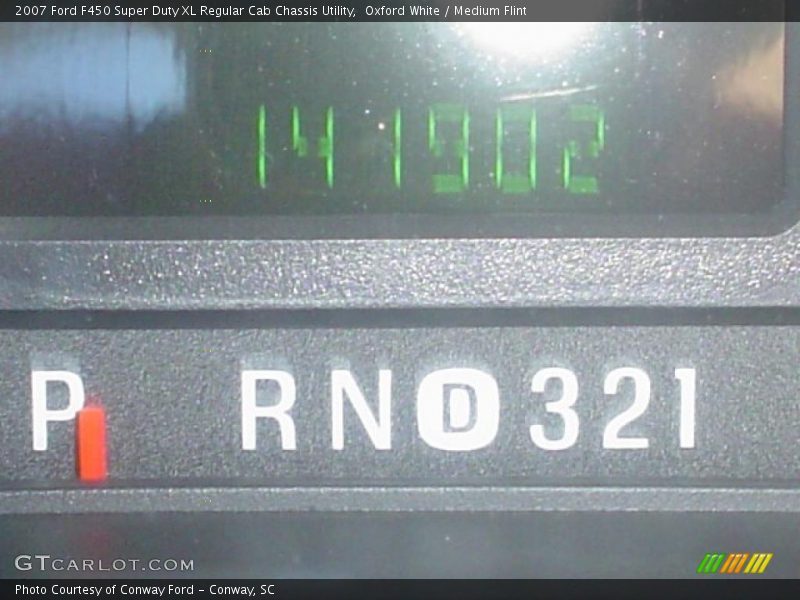 2007 Ford F450 Super Duty XL Regular Cab Chassis Utility, Oxford White / Medium Flint
141902
P RND321
GTCARLOT.COM
Photo Courtesy of Conway Ford - Conway, SC